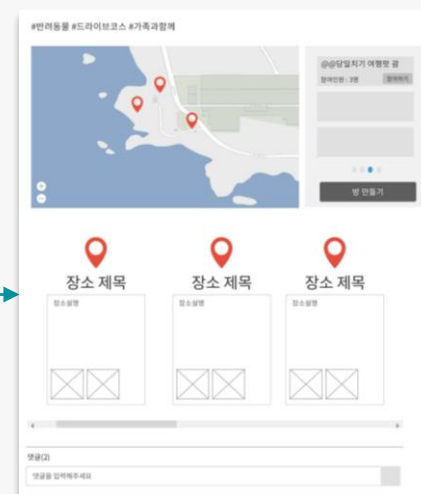 #반려동물 #드라이브코스 #가족과함께
@@당일치기 여행팟 괌
참여인원 : 3명 참여하기
방 만들기
장소 제목
장소설명
장소 제목
장소설명
장소 제목
장소설명
댓글(2)
댓글을 입력해주세요